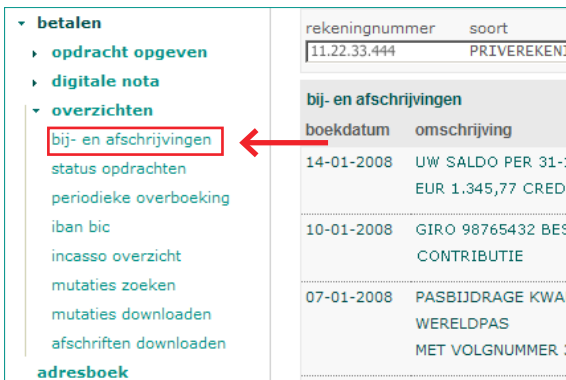 betalen
opdracht opgeven
digitale nota
overzichten
bij- en afschrijvingen
status opdrachten
periodieke overboeking
iban bic
incasso overzicht
mutaties zoeken
mutaties downloaden
afschriften downloaden
adresboek
rekeningnummer soort
11.22.33.444 PRIVEREKENI
bij- en afschrijvingen
boekdatum omschrijving
14-01-2008 UW SALDO PER 31-
EUR 1.345,77 CRED
10-01-2008 GIRO 98765432 BES
CONTRIBUTIE
07-01-2008 PASBIJDRAGE KWA
WERELDPAS
MET VOLGNUMMER